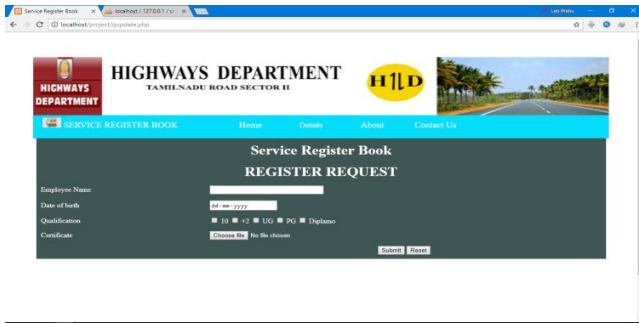 Service Register Book
localhost / 127.0.0.1 /
localhost/project/qupdate.php
HIGHWAYS
DEPARTMENT
HIGHWAYS DEPARTMENT
TAMILNADU ROAD SECTOR II
SERVICE REGISTER BOOK Home Details About Contact Us
Service Register Book
REGISTER REQUEST
Employee Name
Date of birth dd-mm-yyyy
Qualification 10 +2 UG PG Diplamo
Certificate Choose file No file chosen
Submit Reset